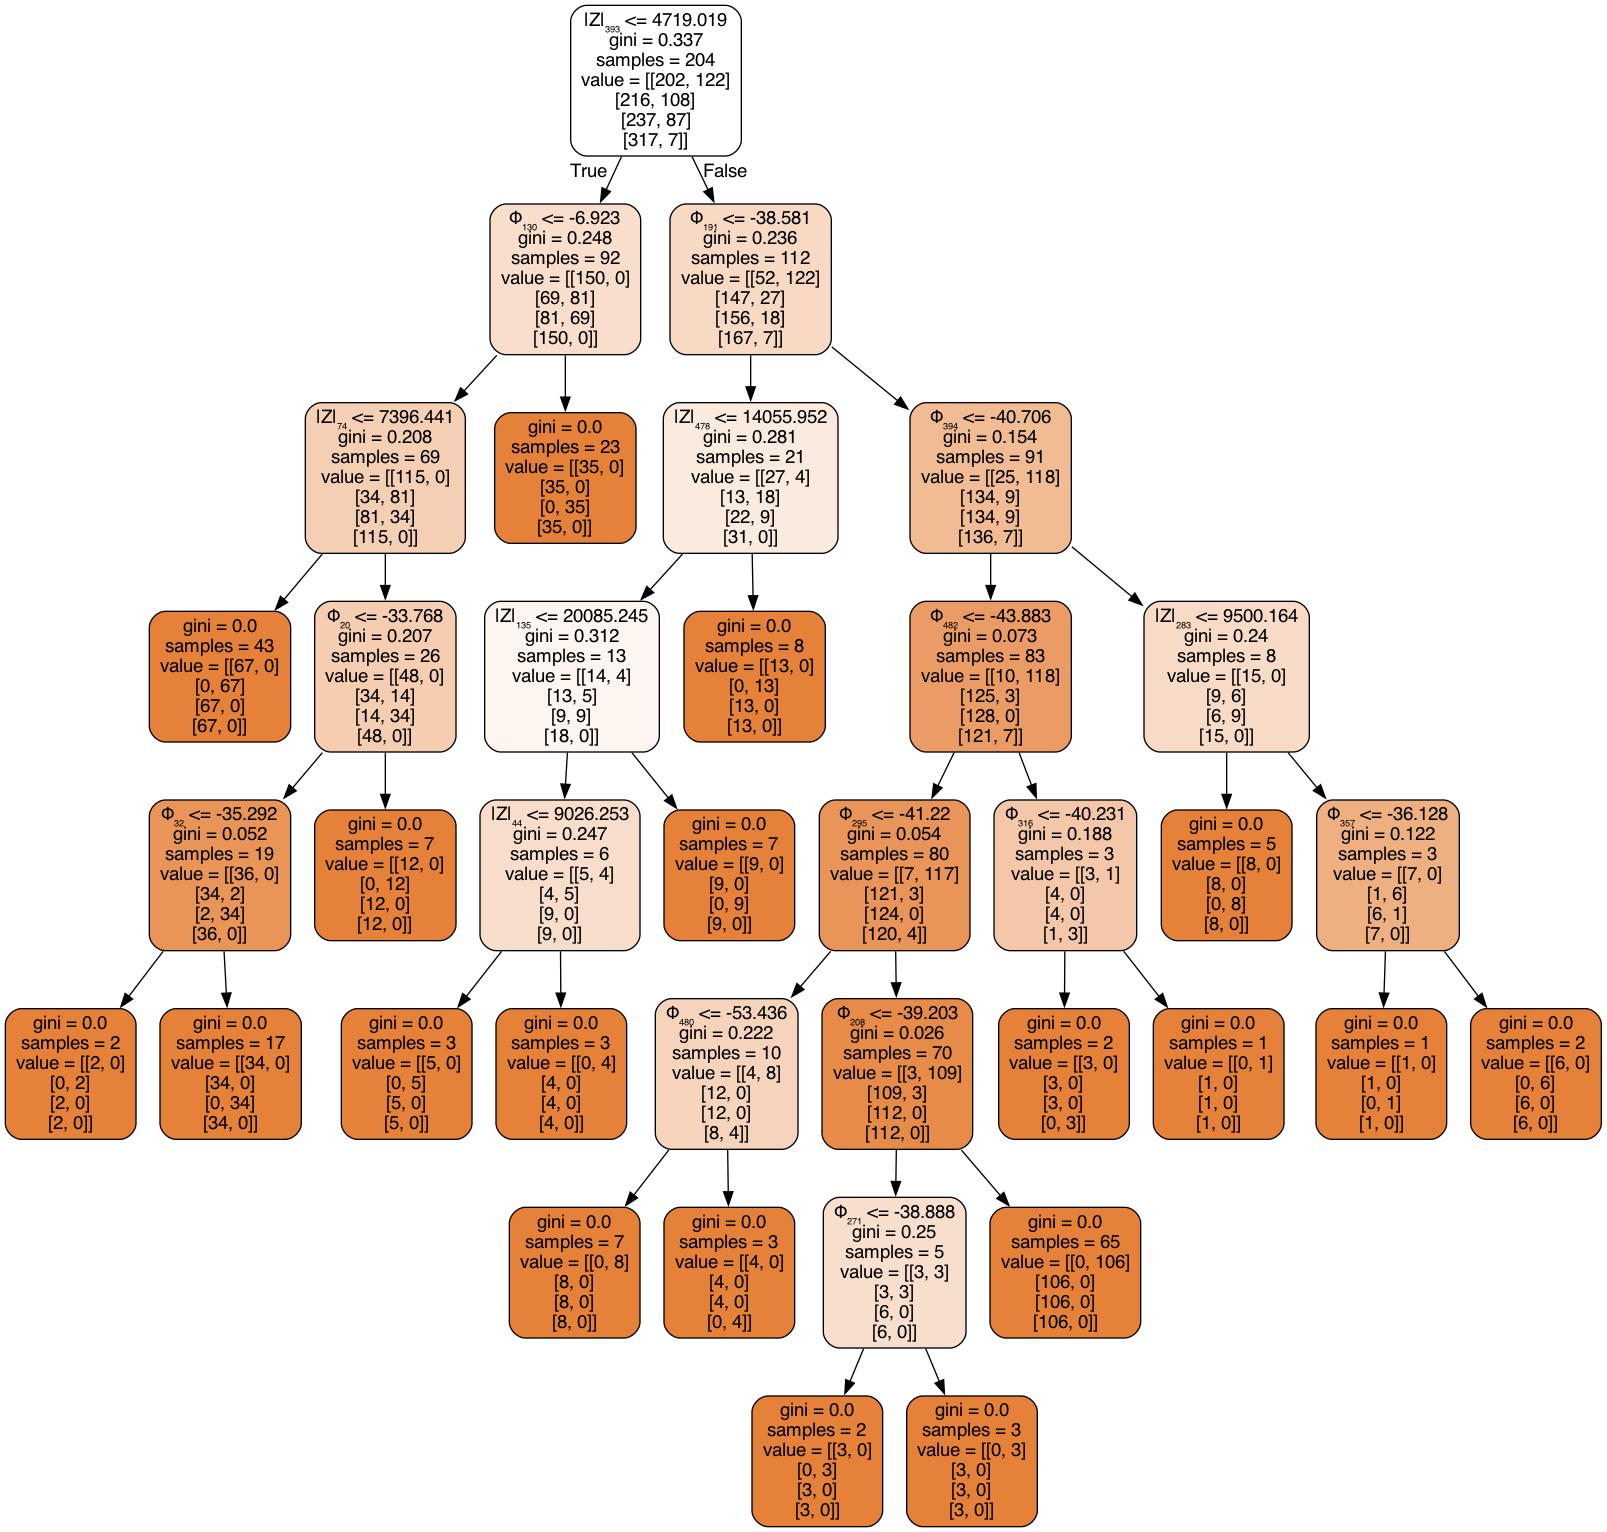 |Z|₃₉₃ <= 4719.019
gini = 0.337
samples = 204
value = [[202, 122]
[216, 108]
[237, 87]
[317, 7]]
True
False
Φ₁₃₀ <= -6.923
gini = 0.248
samples = 92
value = [[150, 0]
[69, 81]
[81, 69]
[150, 0]]
Φ₁₉₁ <= -38.581
gini = 0.236
samples = 112
value = [[52, 122]
[147, 27]
[156, 18]
[167, 7]]
|Z|₇₄ <= 7396.441
gini = 0.208
samples = 69
value = [[115, 0]
[34, 81]
[81, 34]
[115, 0]]
gini = 0.0
samples = 23
value = [[35, 0]
[35, 0]
[0, 35]
[35, 0]]
|Z|₄₇₈ <= 14055.952
gini = 0.281
samples = 21
value = [[27, 4]
[13, 18]
[22, 9]
[31, 0]]
Φ₃₉₄ <= -40.706
gini = 0.154
samples = 91
value = [[25, 118]
[134, 9]
[134, 9]
[136, 7]]
gini = 0.0
samples = 43
value = [[67, 0]
[0, 67]
[67, 0]
[67, 0]]
Φ₂₀ <= -33.768
gini = 0.207
samples = 26
value = [[48, 0]
[34, 14]
[14, 34]
[48, 0]]
|Z|₁₃₅ <= 20085.245
gini = 0.312
samples = 13
value = [[14, 4]
[13, 5]
[9, 9]
[18, 0]]
gini = 0.0
samples = 8
value = [[13, 0]
[0, 13]
[13, 0]
[13, 0]]
Φ₄₈₂ <= -43.883
gini = 0.073
samples = 83
value = [[10, 118]
[125, 3]
[128, 0]
[121, 7]]
|Z|₂₈₃ <= 9500.164
gini = 0.24
samples = 8
value = [[15, 0]
[9, 6]
[6, 9]
[15, 0]]
Φ₃₂ <= -35.292
gini = 0.052
samples = 19
value = [[36, 0]
[34, 2]
[2, 34]
[36, 0]]
gini = 0.0
samples = 7
value = [[12, 0]
[0, 12]
[12, 0]
[12, 0]]
|Z|₄₄ <= 9026.253
gini = 0.247
samples = 6
value = [[5, 4]
[4, 5]
[9, 0]
[9, 0]]
gini = 0.0
samples = 7
value = [[9, 0]
[9, 0]
[0, 9]
[9, 0]]
Φ₂₉₅ <= -41.22
gini = 0.054
samples = 80
value = [[7, 117]
[121, 3]
[124, 0]
[120, 4]]
Φ₃₁₆ <= -40.231
gini = 0.188
samples = 3
value = [[3, 1]
[4, 0]
[4, 0]
[1, 3]]
gini = 0.0
samples = 5
value = [[8, 0]
[8, 0]
[0, 8]
[8, 0]]
Φ₃₅₇ <= -36.128
gini = 0.122
samples = 3
value = [[7, 0]
[1, 6]
[6, 1]
[7, 0]]
gini = 0.0
samples = 2
value = [[2, 0]
[0, 2]
[2, 0]
[2, 0]]
gini = 0.0
samples = 17
value = [[34, 0]
[34, 0]
[0, 34]
[34, 0]]
gini = 0.0
samples = 3
value = [[5, 0]
[0, 5]
[5, 0]
[5, 0]]
gini = 0.0
samples = 3
value = [[0, 4]
[4, 0]
[4, 0]
[4, 0]]
Φ₄₈₀ <= -53.436
gini = 0.222
samples = 10
value = [[4, 8]
[12, 0]
[12, 0]
[8, 4]]
Φ₂₀₈ <= -39.203
gini = 0.026
samples = 70
value = [[3, 109]
[109, 3]
[112, 0]
[112, 0]]
gini = 0.0
samples = 2
value = [[3, 0]
[3, 0]
[3, 0]
[0, 3]]
gini = 0.0
samples = 1
value = [[0, 1]
[1, 0]
[1, 0]
[1, 0]]
gini = 0.0
samples = 1
value = [[1, 0]
[1, 0]
[0, 1]
[1, 0]]
gini = 0.0
samples = 2
value = [[6, 0]
[0, 6]
[6, 0]
[6, 0]]
gini = 0.0
samples = 7
value = [[0, 8]
[8, 0]
[8, 0]
[8, 0]]
gini = 0.0
samples = 3
value = [[4, 0]
[4, 0]
[4, 0]
[0, 4]]
Φ₂₇₁ <= -38.888
gini = 0.25
samples = 5
value = [[3, 3]
[3, 3]
[6, 0]
[6, 0]]
gini = 0.0
samples = 65
value = [[0, 106]
[106, 0]
[106, 0]
[106, 0]]
gini = 0.0
samples = 2
value = [[3, 0]
[0, 3]
[3, 0]
[3, 0]]
gini = 0.0
samples = 3
value = [[0, 3]
[3, 0]
[3, 0]
[3, 0]]